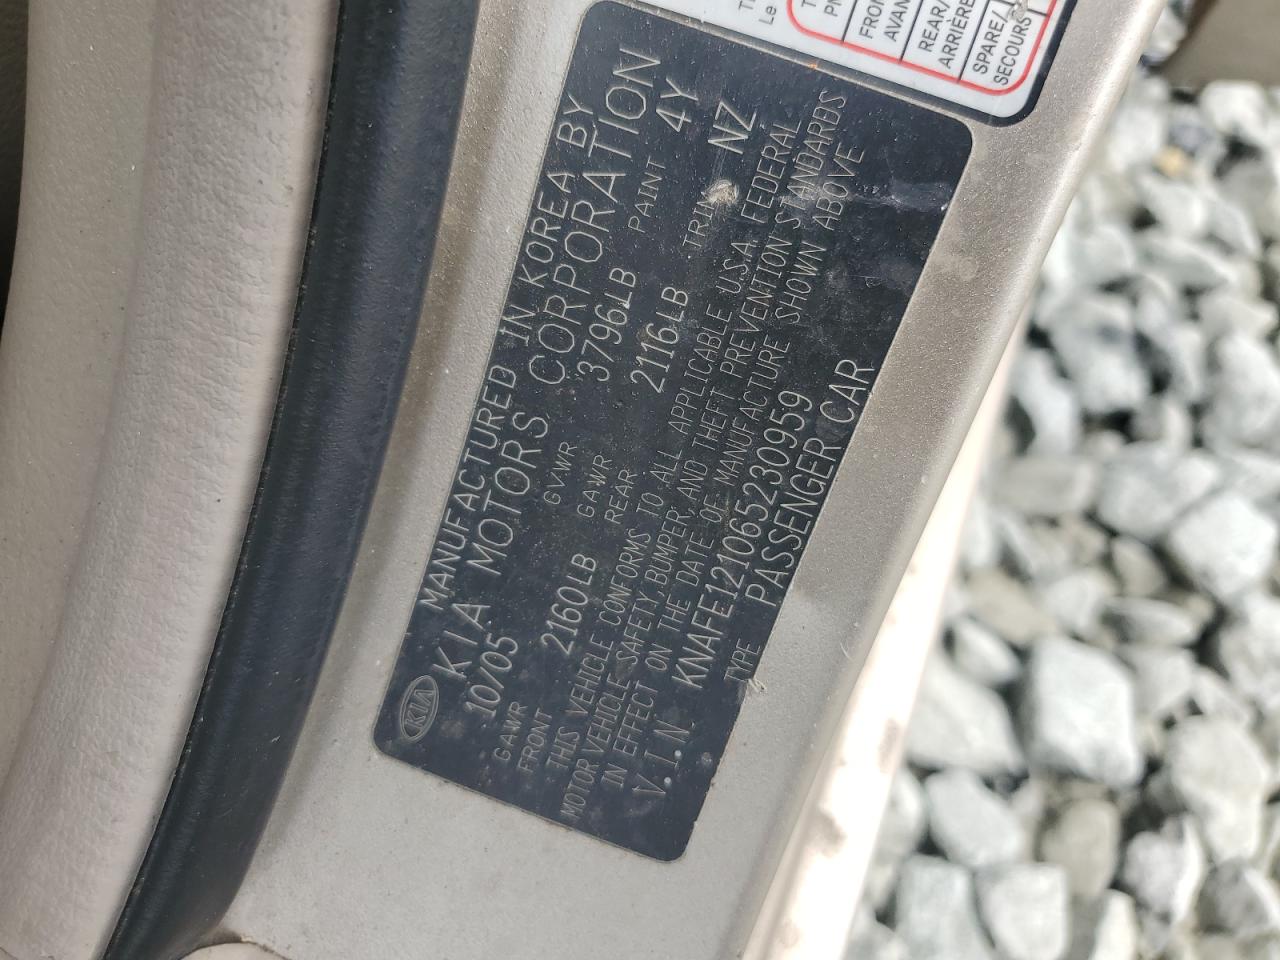 KIA MANUFACTURED IN KOREA BY
KIA MOTORS CORPORATION
10/05 GVWR 3796LB PAINT 4Y
GAWR FRONT 2160LB GAWR REAR 2116LB TRIM NZ
THIS VEHICLE CONFORMS TO ALL APPLICABLE U.S.A. FEDERAL
MOTOR VEHICLE SAFETY, BUMPER, AND THEFT PREVENTION STANDARDS
IN EFFECT ON THE DATE OF MANUFACTURE SHOWN ABOVE
V.I.N. KNAFE121065230959
TYPE PASSENGER CAR
REAR/
ARRIÈRE
SPARE/
SECOURS